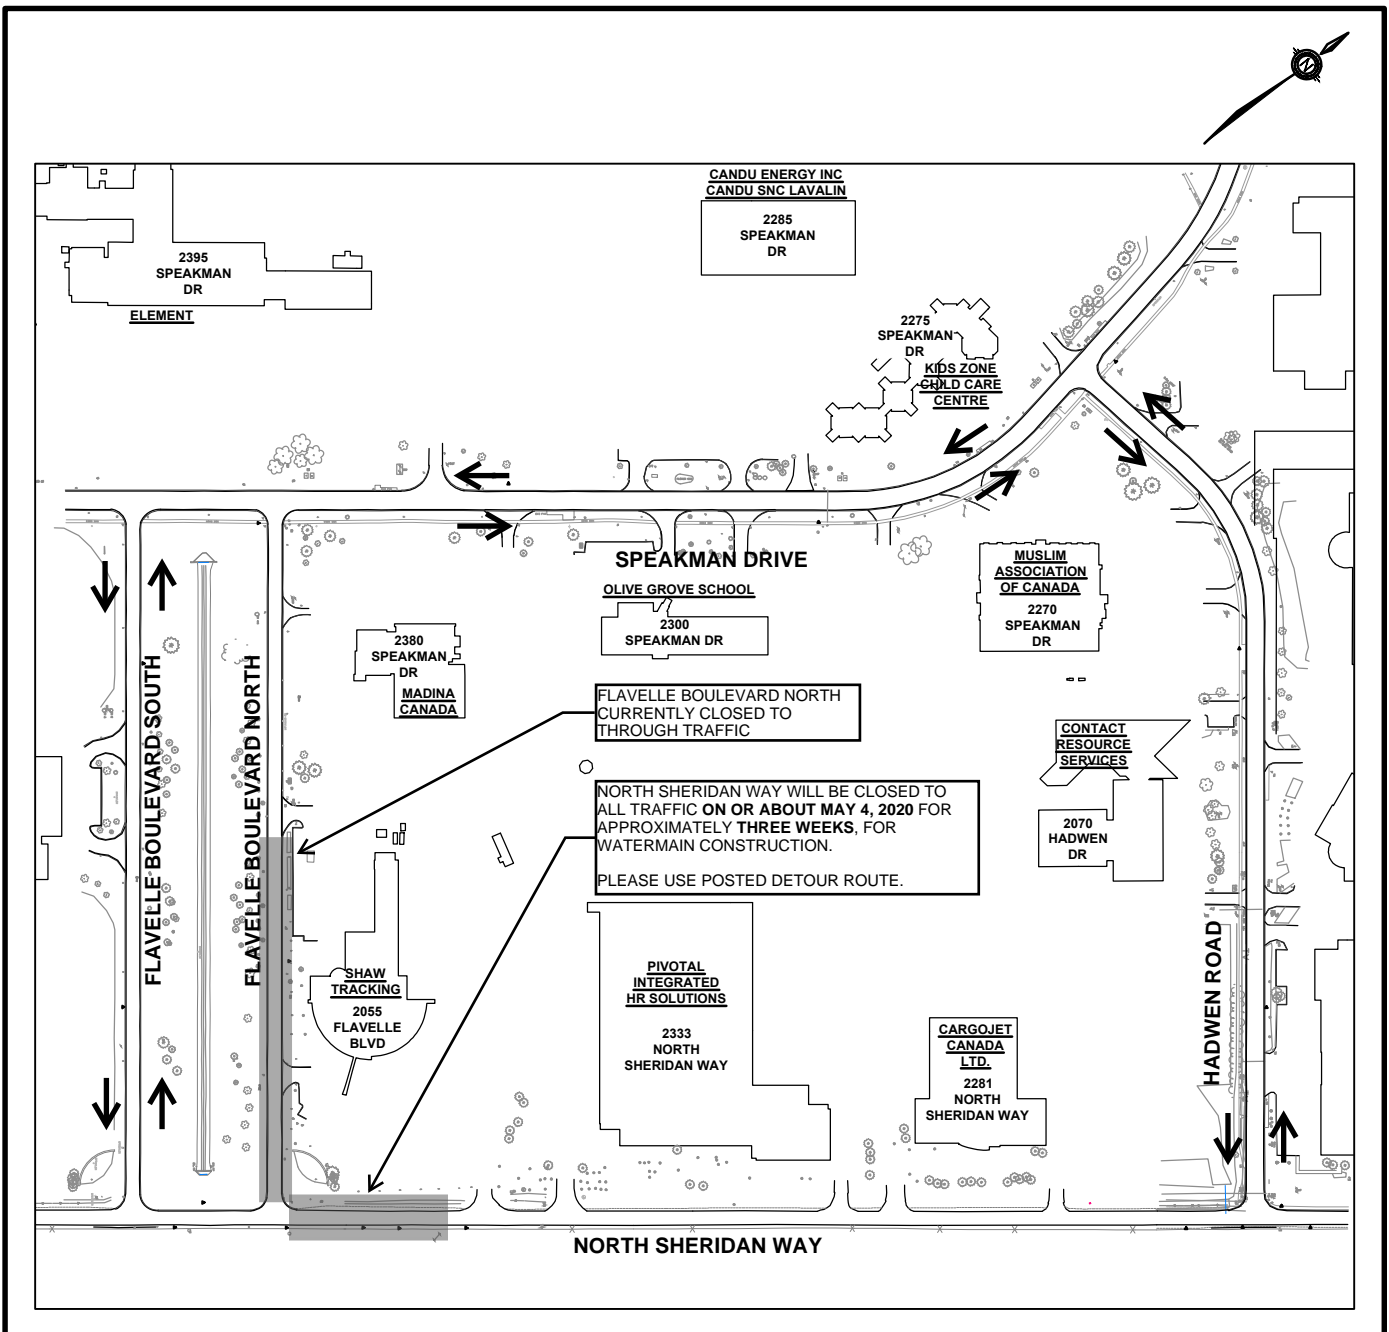 N
CANDU ENERGY INC
CANDU SNC LAVALIN
2285
SPEAKMAN
DR
2395
SPEAKMAN
DR
ELEMENT
2275
SPEAKMAN
DR
KIDS ZONE
CHILD CARE
CENTRE
SPEAKMAN DRIVE
OLIVE GROVE SCHOOL
2300
SPEAKMAN DR
MUSLIM
ASSOCIATION
OF CANADA
2270
SPEAKMAN
DR
2380
SPEAKMAN
DR
MADINA
CANADA
FLAVELLE BOULEVARD SOUTH
FLAVELLE BOULEVARD NORTH
FLAVELLE BOULEVARD NORTH
CURRENTLY CLOSED TO
THROUGH TRAFFIC
CONTACT
RESOURCE
SERVICES
2070
HADWEN
DR
NORTH SHERIDAN WAY WILL BE CLOSED TO
ALL TRAFFIC ON OR ABOUT MAY 4, 2020 FOR
APPROXIMATELY THREE WEEKS, FOR
WATERMAIN CONSTRUCTION.
PLEASE USE POSTED DETOUR ROUTE.
SHAW
TRACKING
2055
FLAVELLE
BLVD
PIVOTAL
INTEGRATED
HR SOLUTIONS
2333
NORTH
SHERIDAN WAY
CARGOJET
CANADA
LTD.
2281
NORTH
SHERIDAN WAY
HADWEN ROAD
NORTH SHERIDAN WAY